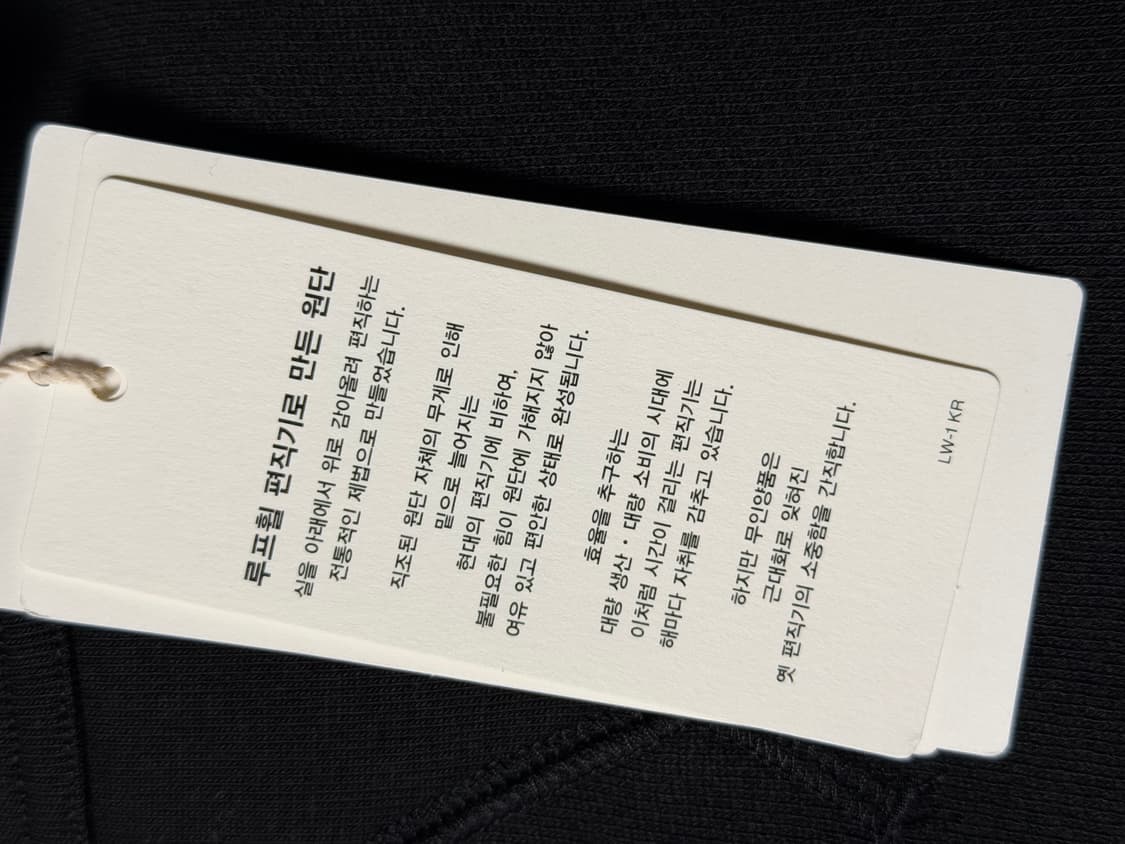 루프휠 편직기로 만든 원단
실을 아래에서 위로 감아올려 편직하는
전통적인 제법으로 만들었습니다.
직조된 원단 자체의 무게로 인해
밑으로 늘어지는
현대의 편직기에 비하여,
불필요한 힘이 원단에 가해지지 않아
여유 있고 편안한 상태로 완성됩니다.
효율을 추구하는
대량 생산・대량 소비의 시대에
이처럼 시간이 걸리는 편직기는
해마다 자취를 감추고 있습니다.
하지만 무인양품은
근대화로 잊혀진
옛 편직기의 소중함을 간직합니다.
LW-1 KR